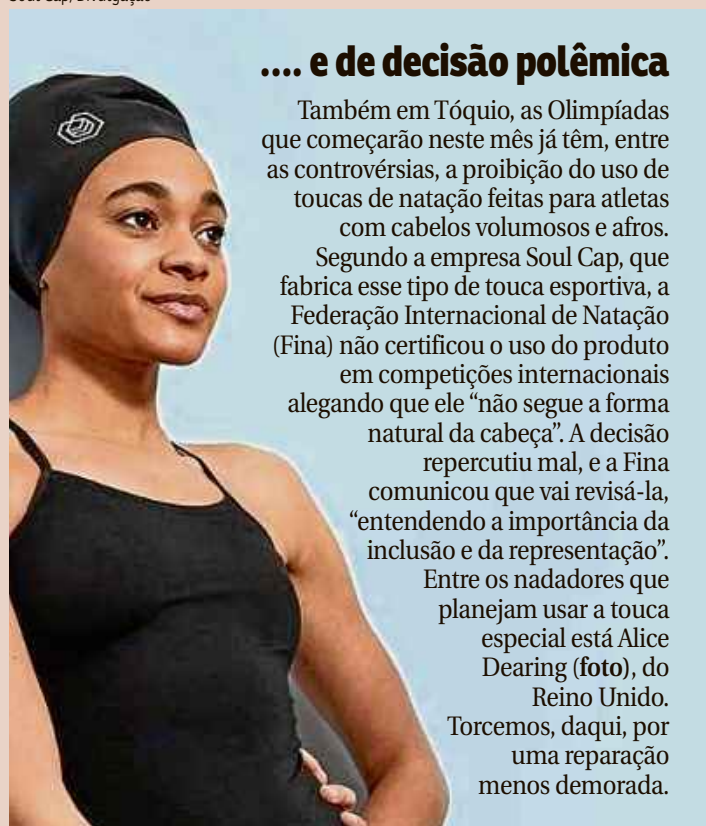 Soul Cap, Divulgação
.... e de decisão polêmica
Também em Tóquio, as Olimpíadas
que começarão neste mês já têm, entre
as controvérsias, a proibição do uso de
toucas de natação feitas para atletas
com cabelos volumosos e afros.
Segundo a empresa Soul Cap, que
fabrica esse tipo de touca esportiva, a
Federação Internacional de Natação
(Fina) não certificou o uso do produto
em competições internacionais
alegando que ele “não segue a forma
natural da cabeça”. A decisão
repercutiu mal, e a Fina
comunicou que vai revisá-la,
“entendendo a importância da
inclusão e da representação”.
Entre os nadadores que
planejam usar a touca
especial está Alice
Dearing (foto), do
Reino Unido.
Torcemos, daqui, por
uma reparação
menos demorada.